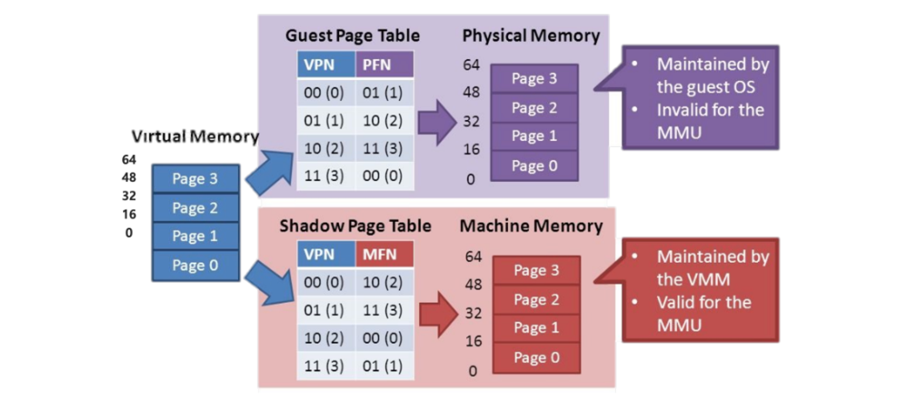 Guest Page Table
VPN PFN
00 (0) 01 (1)
01 (1) 10 (2)
10 (2) 11 (3)
11 (3) 00 (0)
Physical Memory
64
48
32
16
0
Page 3
Page 2
Page 1
Page 0
• Maintained by
the guest OS
• Invalid for the
MMU
Virtual Memory
64
48
32
16
0
Page 3
Page 2
Page 1
Page 0
Shadow Page Table
VPN MFN
00 (0) 10 (2)
01 (1) 11 (3)
10 (2) 00 (0)
11 (3) 01 (1)
Machine Memory
64
48
32
16
0
Page 3
Page 2
Page 1
Page 0
• Maintained by
the VMM
• Valid for the
MMU